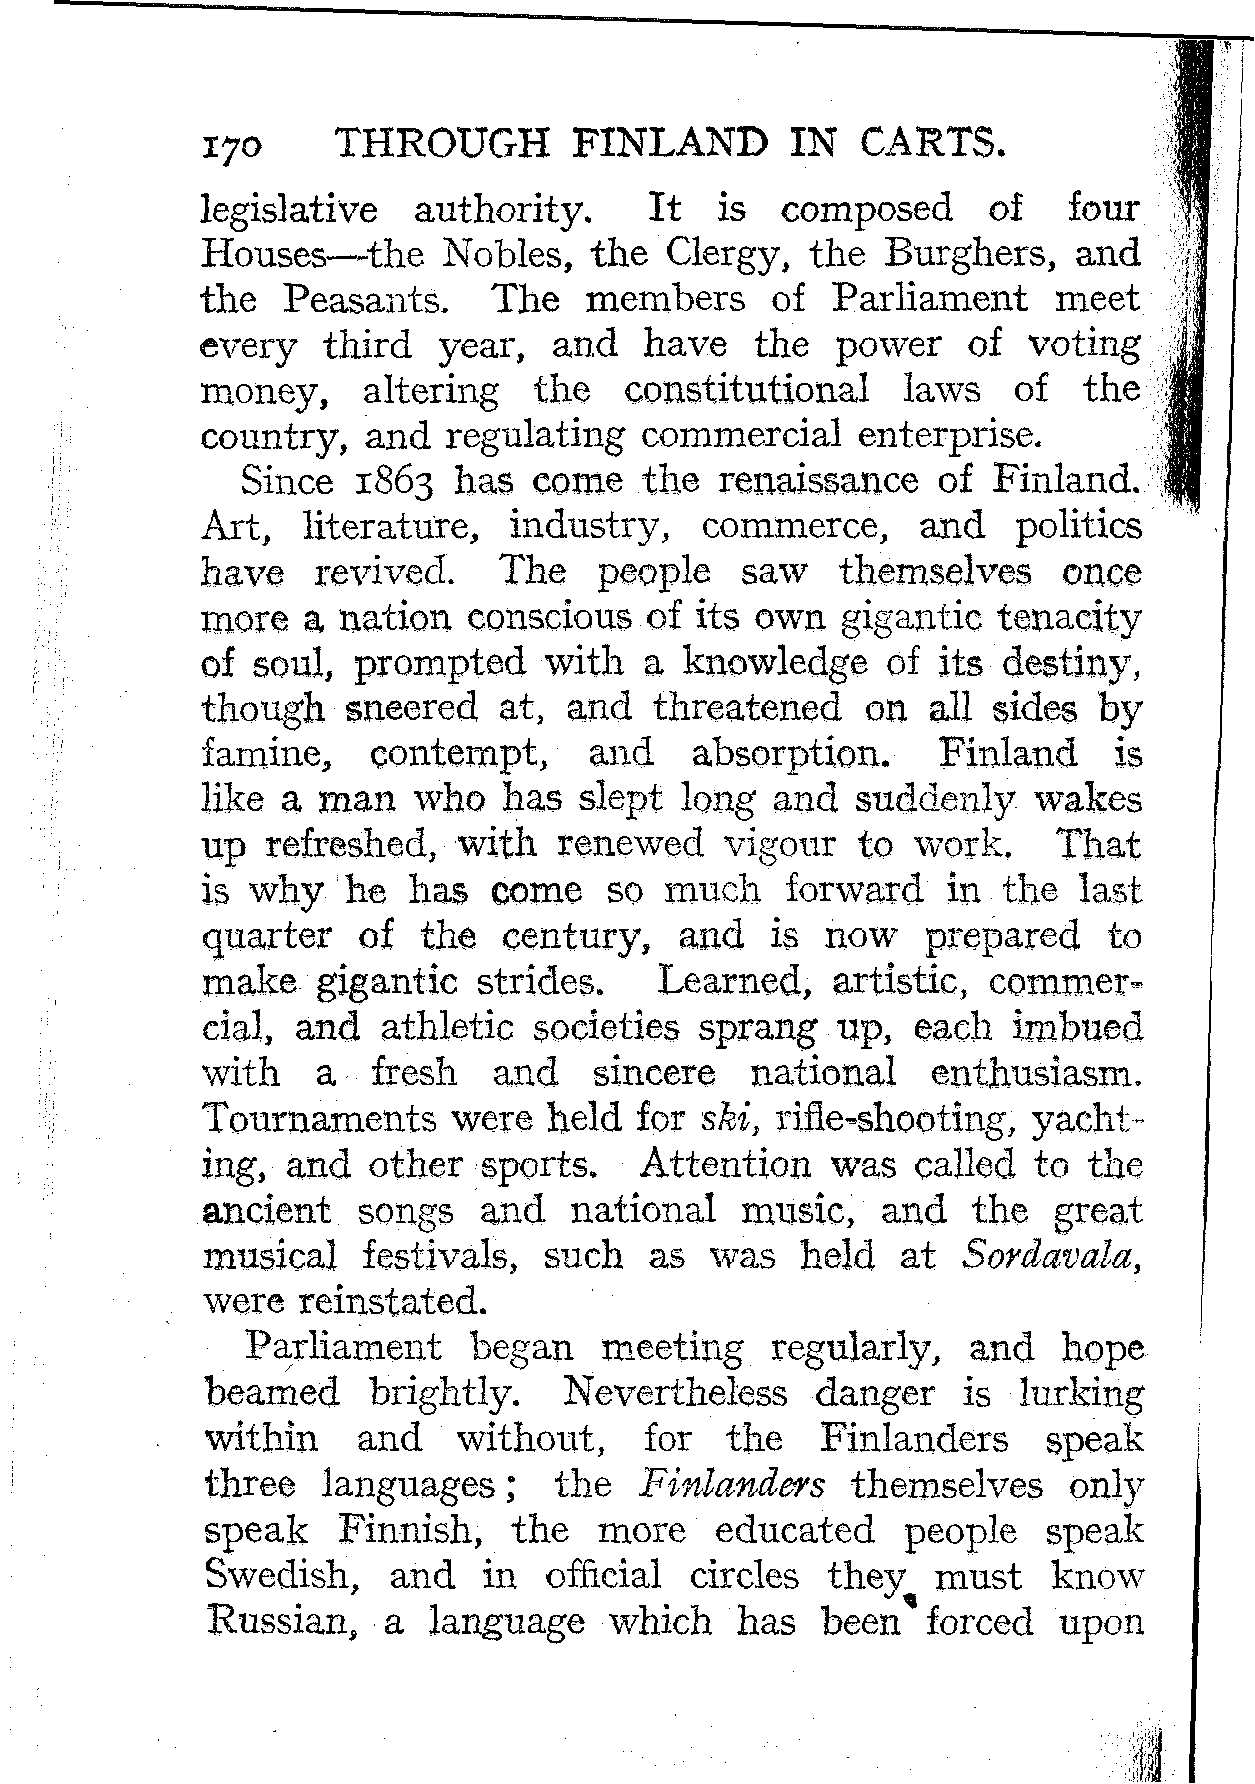 170 THROUGH FINLAND IN CARTS.
legislative authority. It is composed of four
Houses—the Nobles, the Clergy, the Burghers, and
the Peasants. The members of Parliament meet
every third year, and have the power of voting
money, altering the constitutional laws of the
country, and regulating commercial enterprise.
Since 1863 has come the renaissance of Finland.
Art, literature, industry, commerce, and politics
have revived. The people saw themselves once
more a nation conscious of its own gigantic tenacity
of soul, prompted with a knowledge of its destiny,
though sneered at, and threatened on all sides by
famine, contempt, and absorption. Finland is
like a man who has slept long and suddenly wakes
up refreshed, with renewed vigour to work. That
is why he has come so much forward in the last
quarter of the century, and is now prepared to
make gigantic strides. Learned, artistic, commer-
cial, and athletic societies sprang up, each imbued
with a fresh and sincere national enthusiasm.
Tournaments were held for ski, rifle-shooting, yacht-
ing, and other sports. Attention was called to the
ancient songs and national music, and the great
musical festivals, such as was held at Sordavala,
were reinstated.
Parliament began meeting regularly, and hope
beamed brightly. Nevertheless danger is lurking
within and without, for the Finlanders speak
three languages; the Finlanders themselves only
speak Finnish, the more educated people speak
Swedish, and in official circles they must know
Russian, a language which has been forced upon